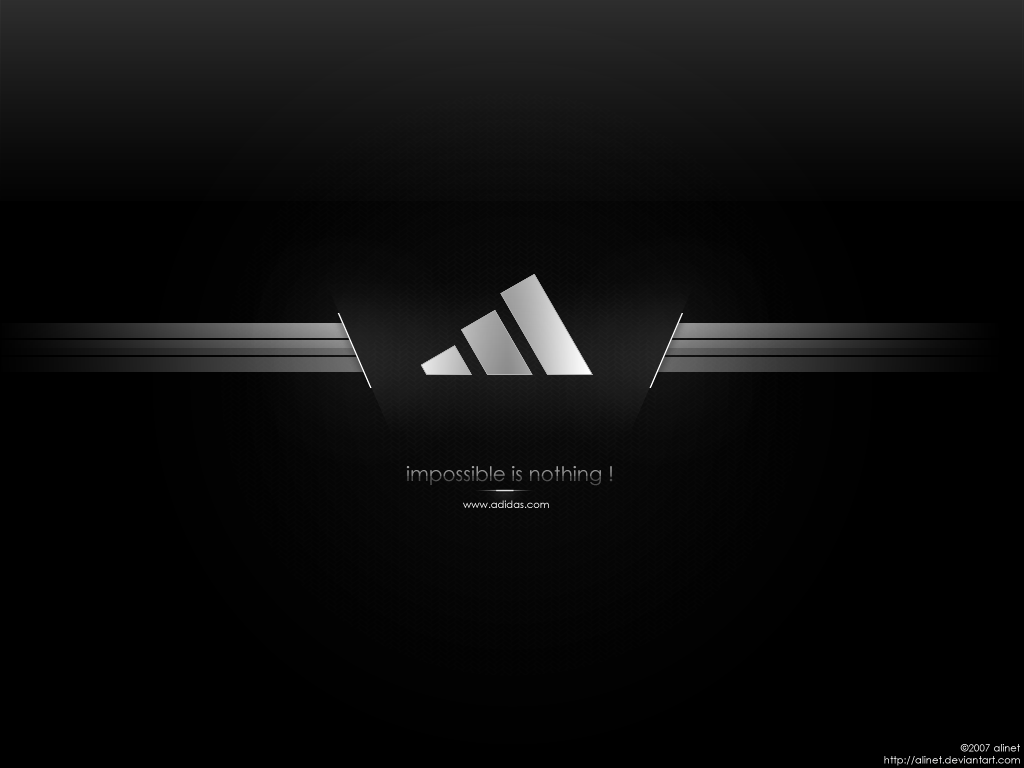 impossible is nothing !
www.adidas.com
©2007 alinet
http://alinet.deviantart.com